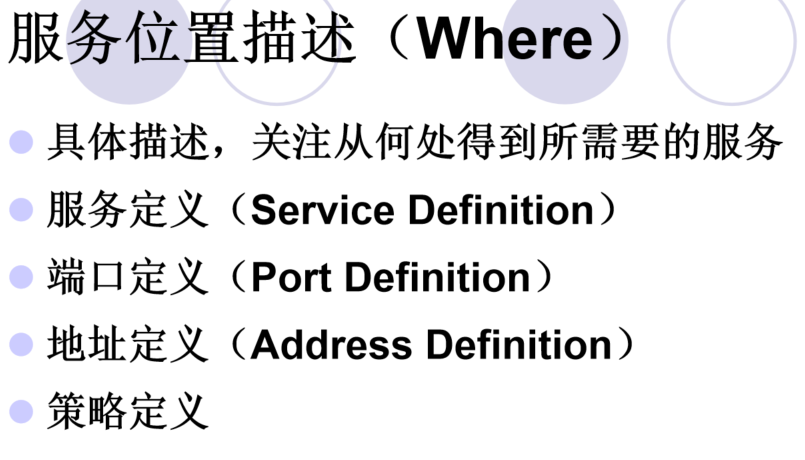 服务位置描述（Where）
具体描述，关注从何处得到所需要的服务
服务定义（Service Definition）
端口定义（Port Definition）
地址定义（Address Definition）
策略定义